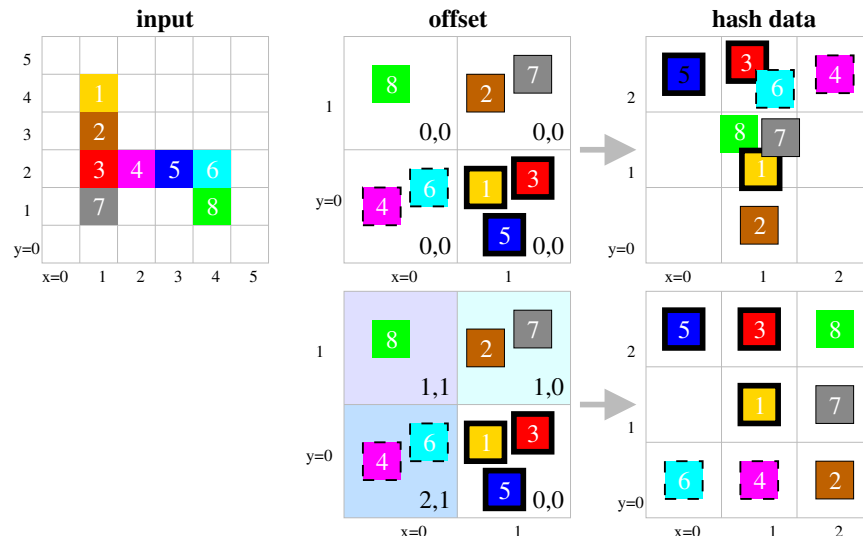 input
offset
hash data
5
4
3
2
1
y=0
x=0 1 2 3 4 5
1
2
3 4 5 6
7 8
1
y=0
8
2 7
0,0 0,0
4 6 1 3
5
0,0 0,0
x=0 1
2
1
y=0
5 3 6 4
8 7
1
2
x=0 1 2
1
y=0
8
2 7
1,1 1,0
4 6 1 3
5
2,1 0,0
x=0 1
2
1
y=0
5 3 8
1 7
6 4 2
x=0 1 2